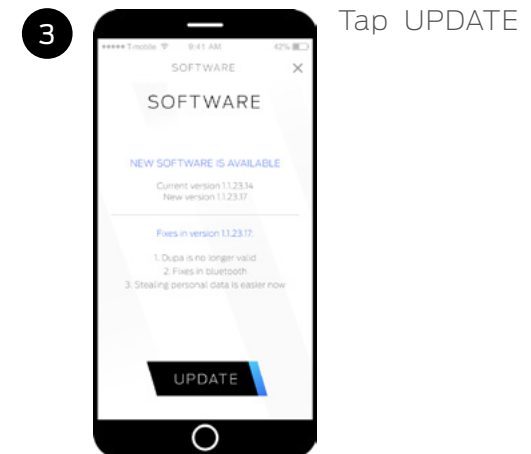 3
Tap UPDATE
T-mobile 9:41 AM 42%
SOFTWARE
SOFTWARE
NEW SOFTWARE IS AVAILABLE
Current version 1.1.23.14
New version 1.1.23.17
Fixes in version 1.1.23.17:
1. Dupa is no longer valid
2. Fixes in bluetooth
3. Stealing personal data is easier now
UPDATE